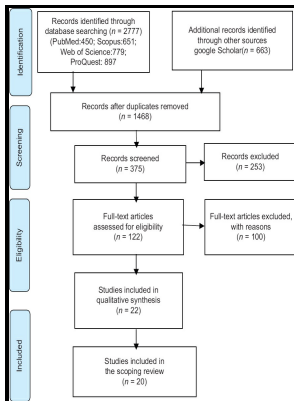 Identification
Records identified through
database searching (n = 2777)
(PubMed:450; Scopus:651;
Web of Science:779;
ProQuest: 897
Additional records identified
through other sources
google Scholar(n = 663)
Records after duplicates removed
(n = 1468)
Screening
Records screened
(n = 375)
Records excluded
(n = 253)
Eligibility
Full-text articles
assessed for eligibility
(n = 122)
Full-text articles excluded,
with reasons
(n = 100)
Studies included in
qualitative synthesis
(n = 22)
Included
Studies included in
the scoping review
(n = 20)